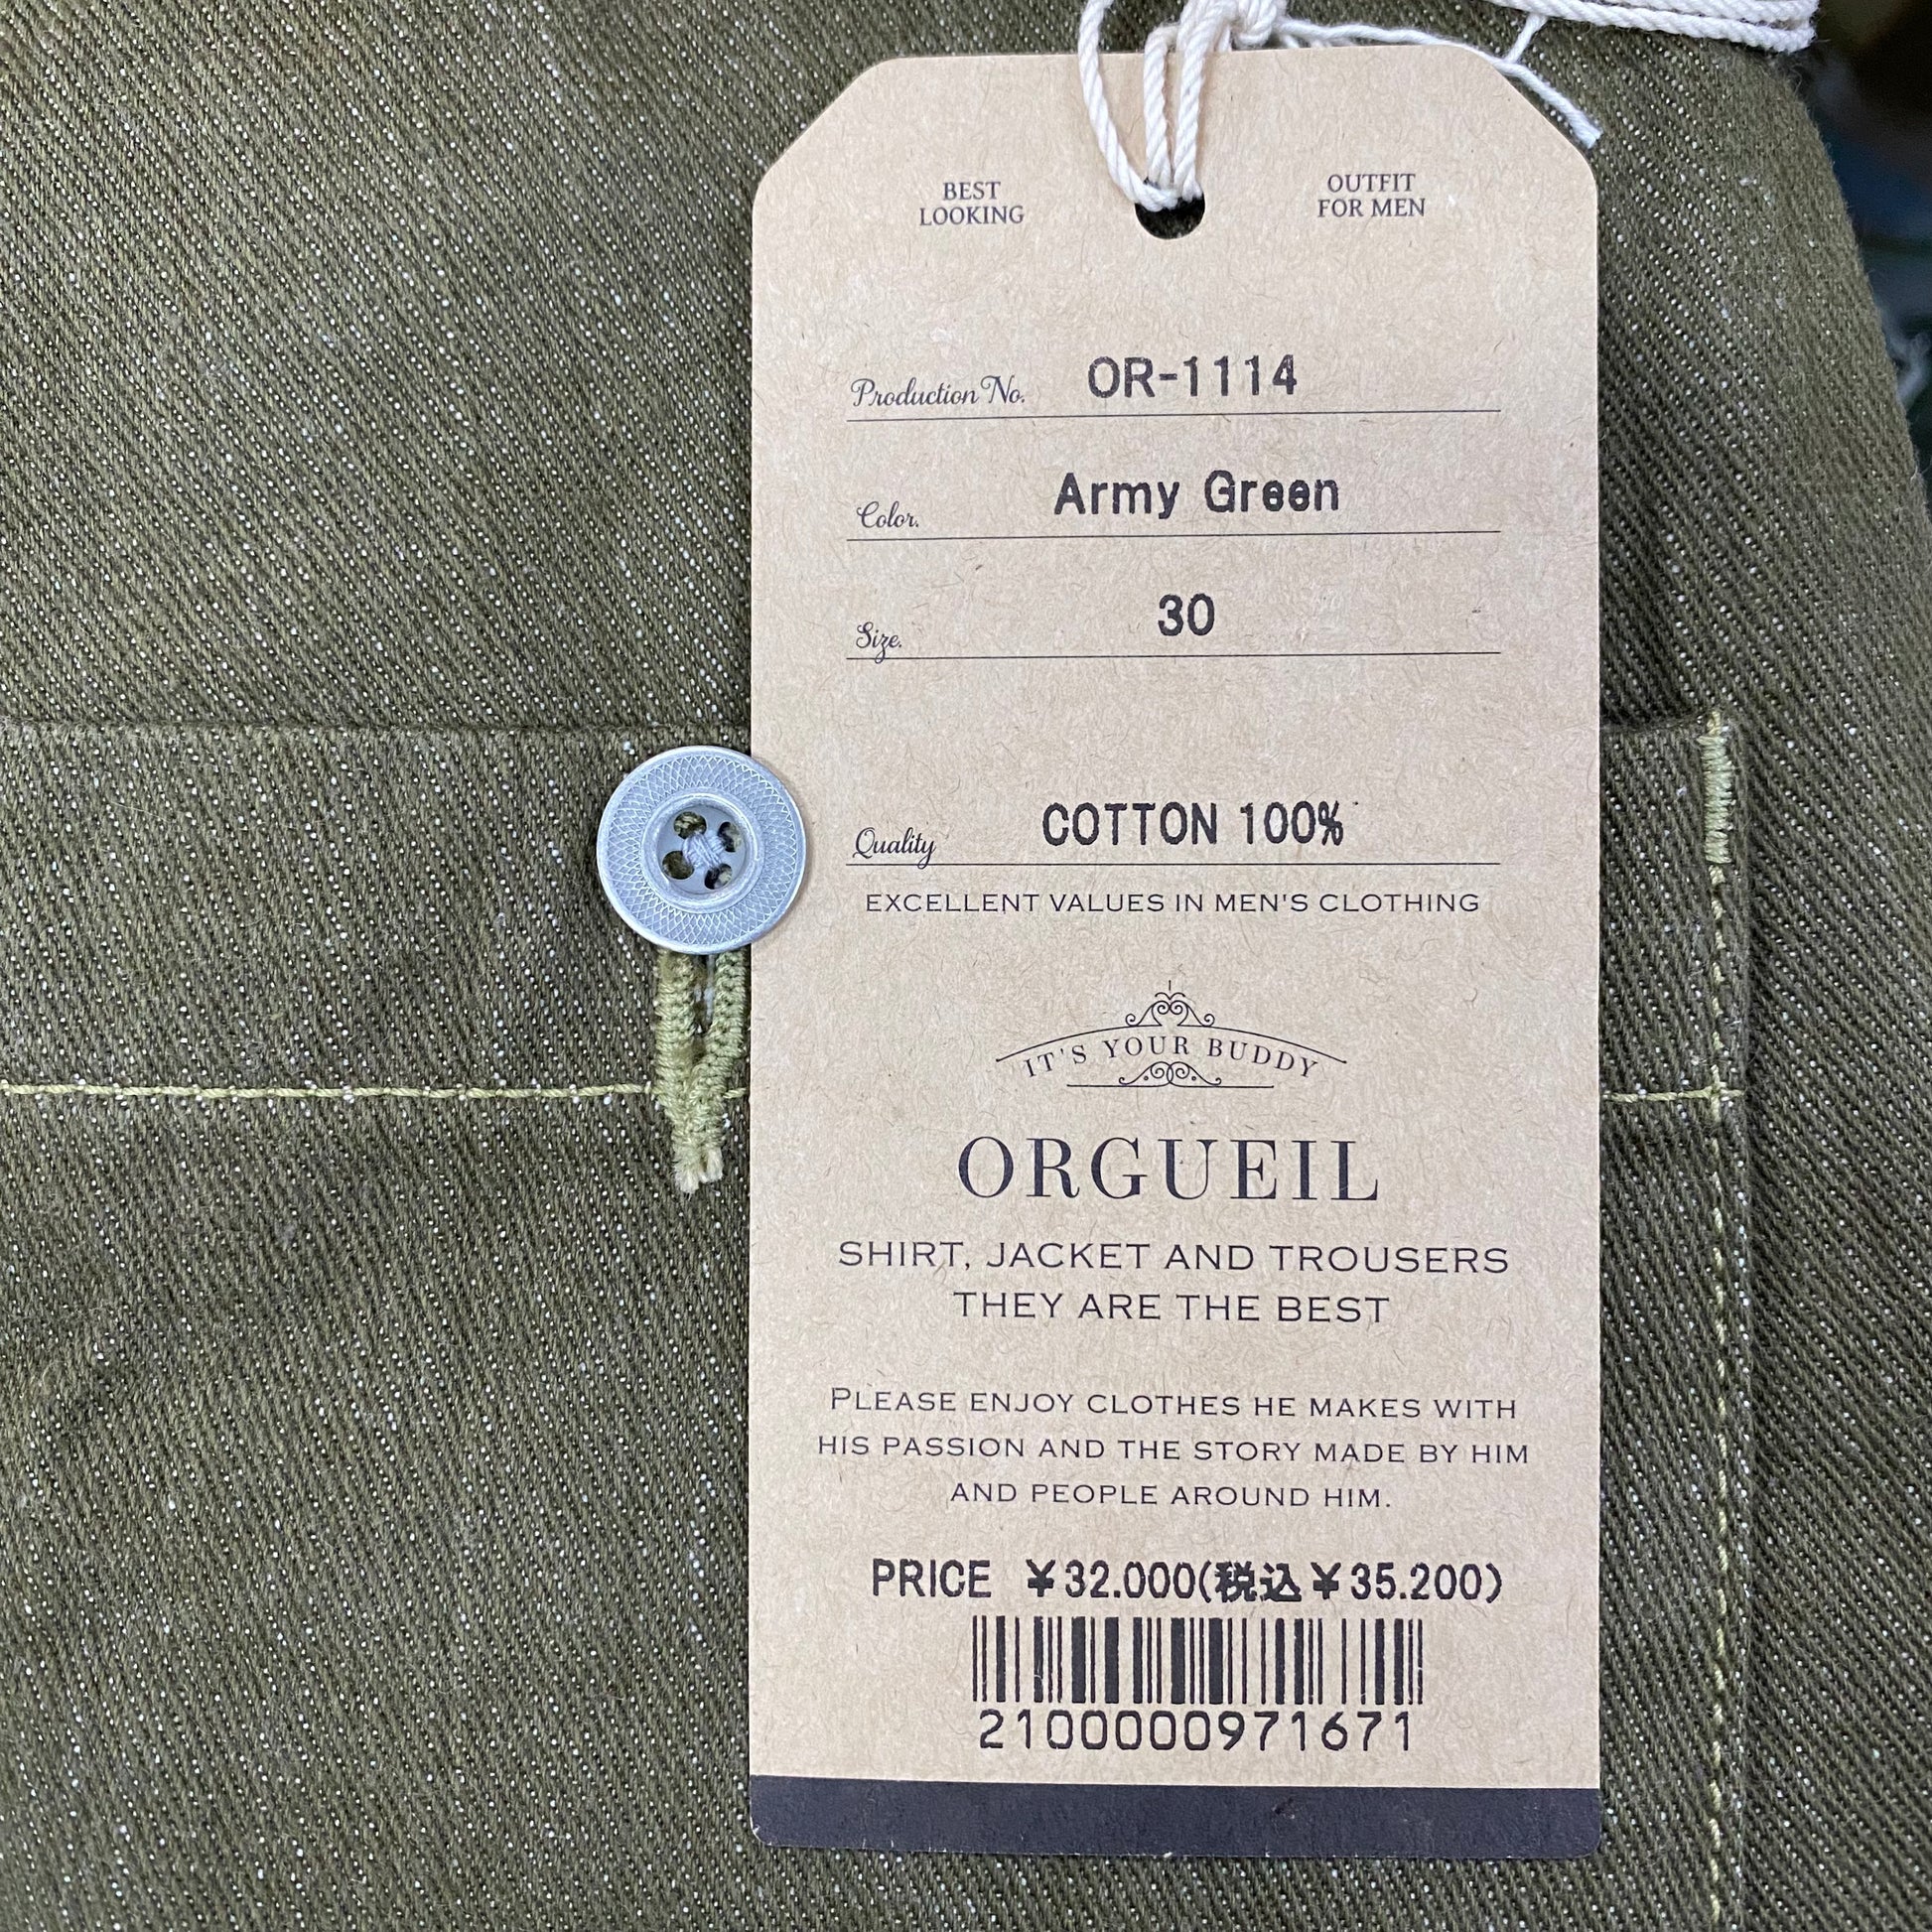 BEST
LOOKING
OUTFIT
FOR MEN
Production No. OR-1114
Color. Army Green
Size. 30
Quality COTTON 100%
EXCELLENT VALUES IN MEN'S CLOTHING
IT'S YOUR BUDDY
ORGUEIL
SHIRT, JACKET AND TROUSERS
THEY ARE THE BEST
PLEASE ENJOY CLOTHES HE MAKES WITH
HIS PASSION AND THE STORY MADE BY HIM
AND PEOPLE AROUND HIM.
PRICE ¥32.000(税込¥35.200)
2100000971671